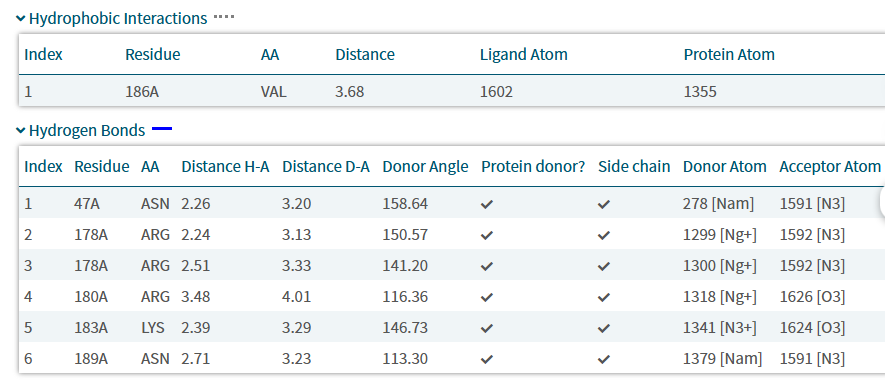 Hydrophobic Interactions
Index Residue AA Distance Ligand Atom Protein Atom
1 186A VAL 3.68 1602 1355
Hydrogen Bonds
Index Residue AA Distance H-A Distance D-A Donor Angle Protein donor? Side chain Donor Atom Acceptor Atom
1 47A ASN 2.26 3.20 158.64 ✓ ✓ 278 [Nam] 1591 [N3]
2 178A ARG 2.24 3.13 150.57 ✓ ✓ 1299 [Ng+] 1592 [N3]
3 178A ARG 2.51 3.33 141.20 ✓ ✓ 1300 [Ng+] 1592 [N3]
4 180A ARG 3.48 4.01 116.36 ✓ ✓ 1318 [Ng+] 1626 [O3]
5 183A LYS 2.39 3.29 146.73 ✓ ✓ 1341 [N3+] 1624 [O3]
6 189A ASN 2.71 3.23 113.30 ✓ ✓ 1379 [Nam] 1591 [N3]